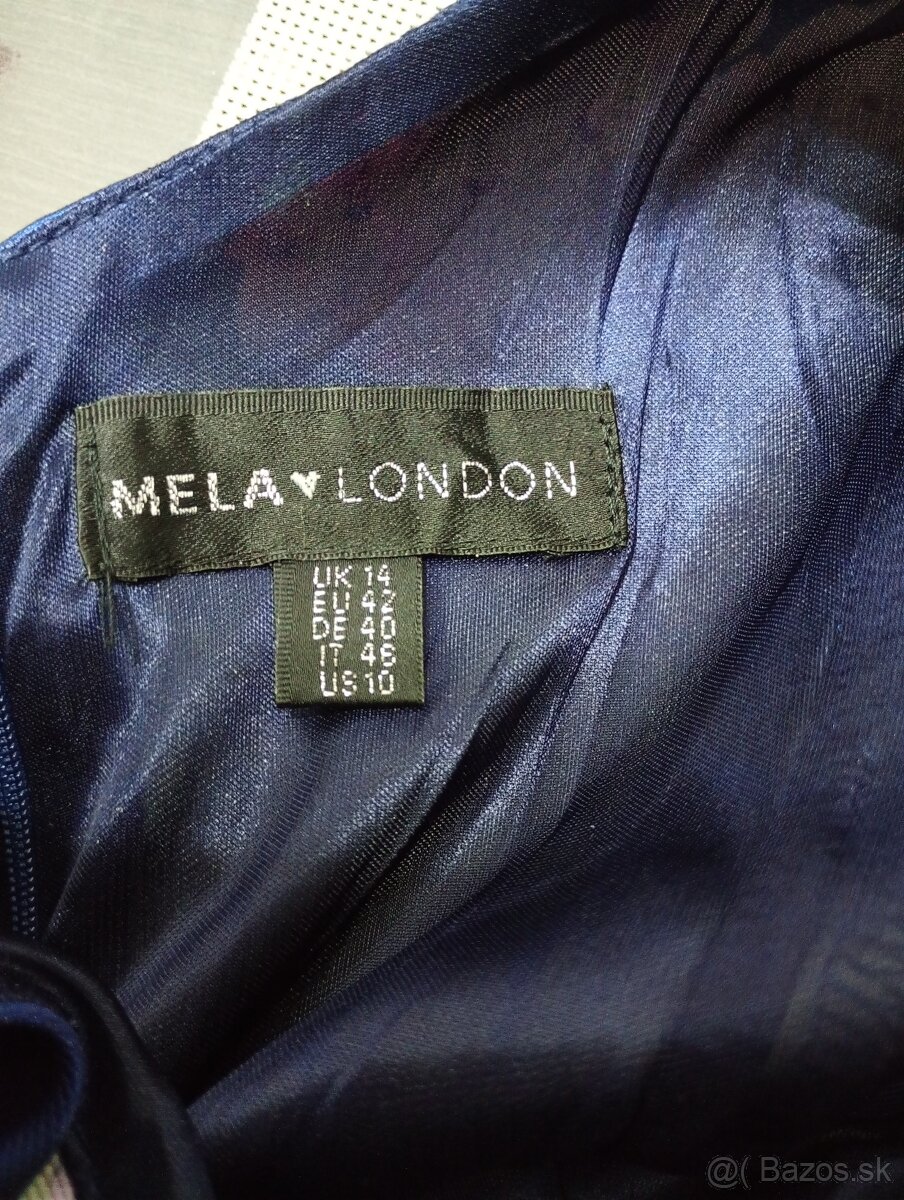 MELA♥LONDON
UK 14
EU 42
DE 40
IT 46
US 10
@( Bazos.sk